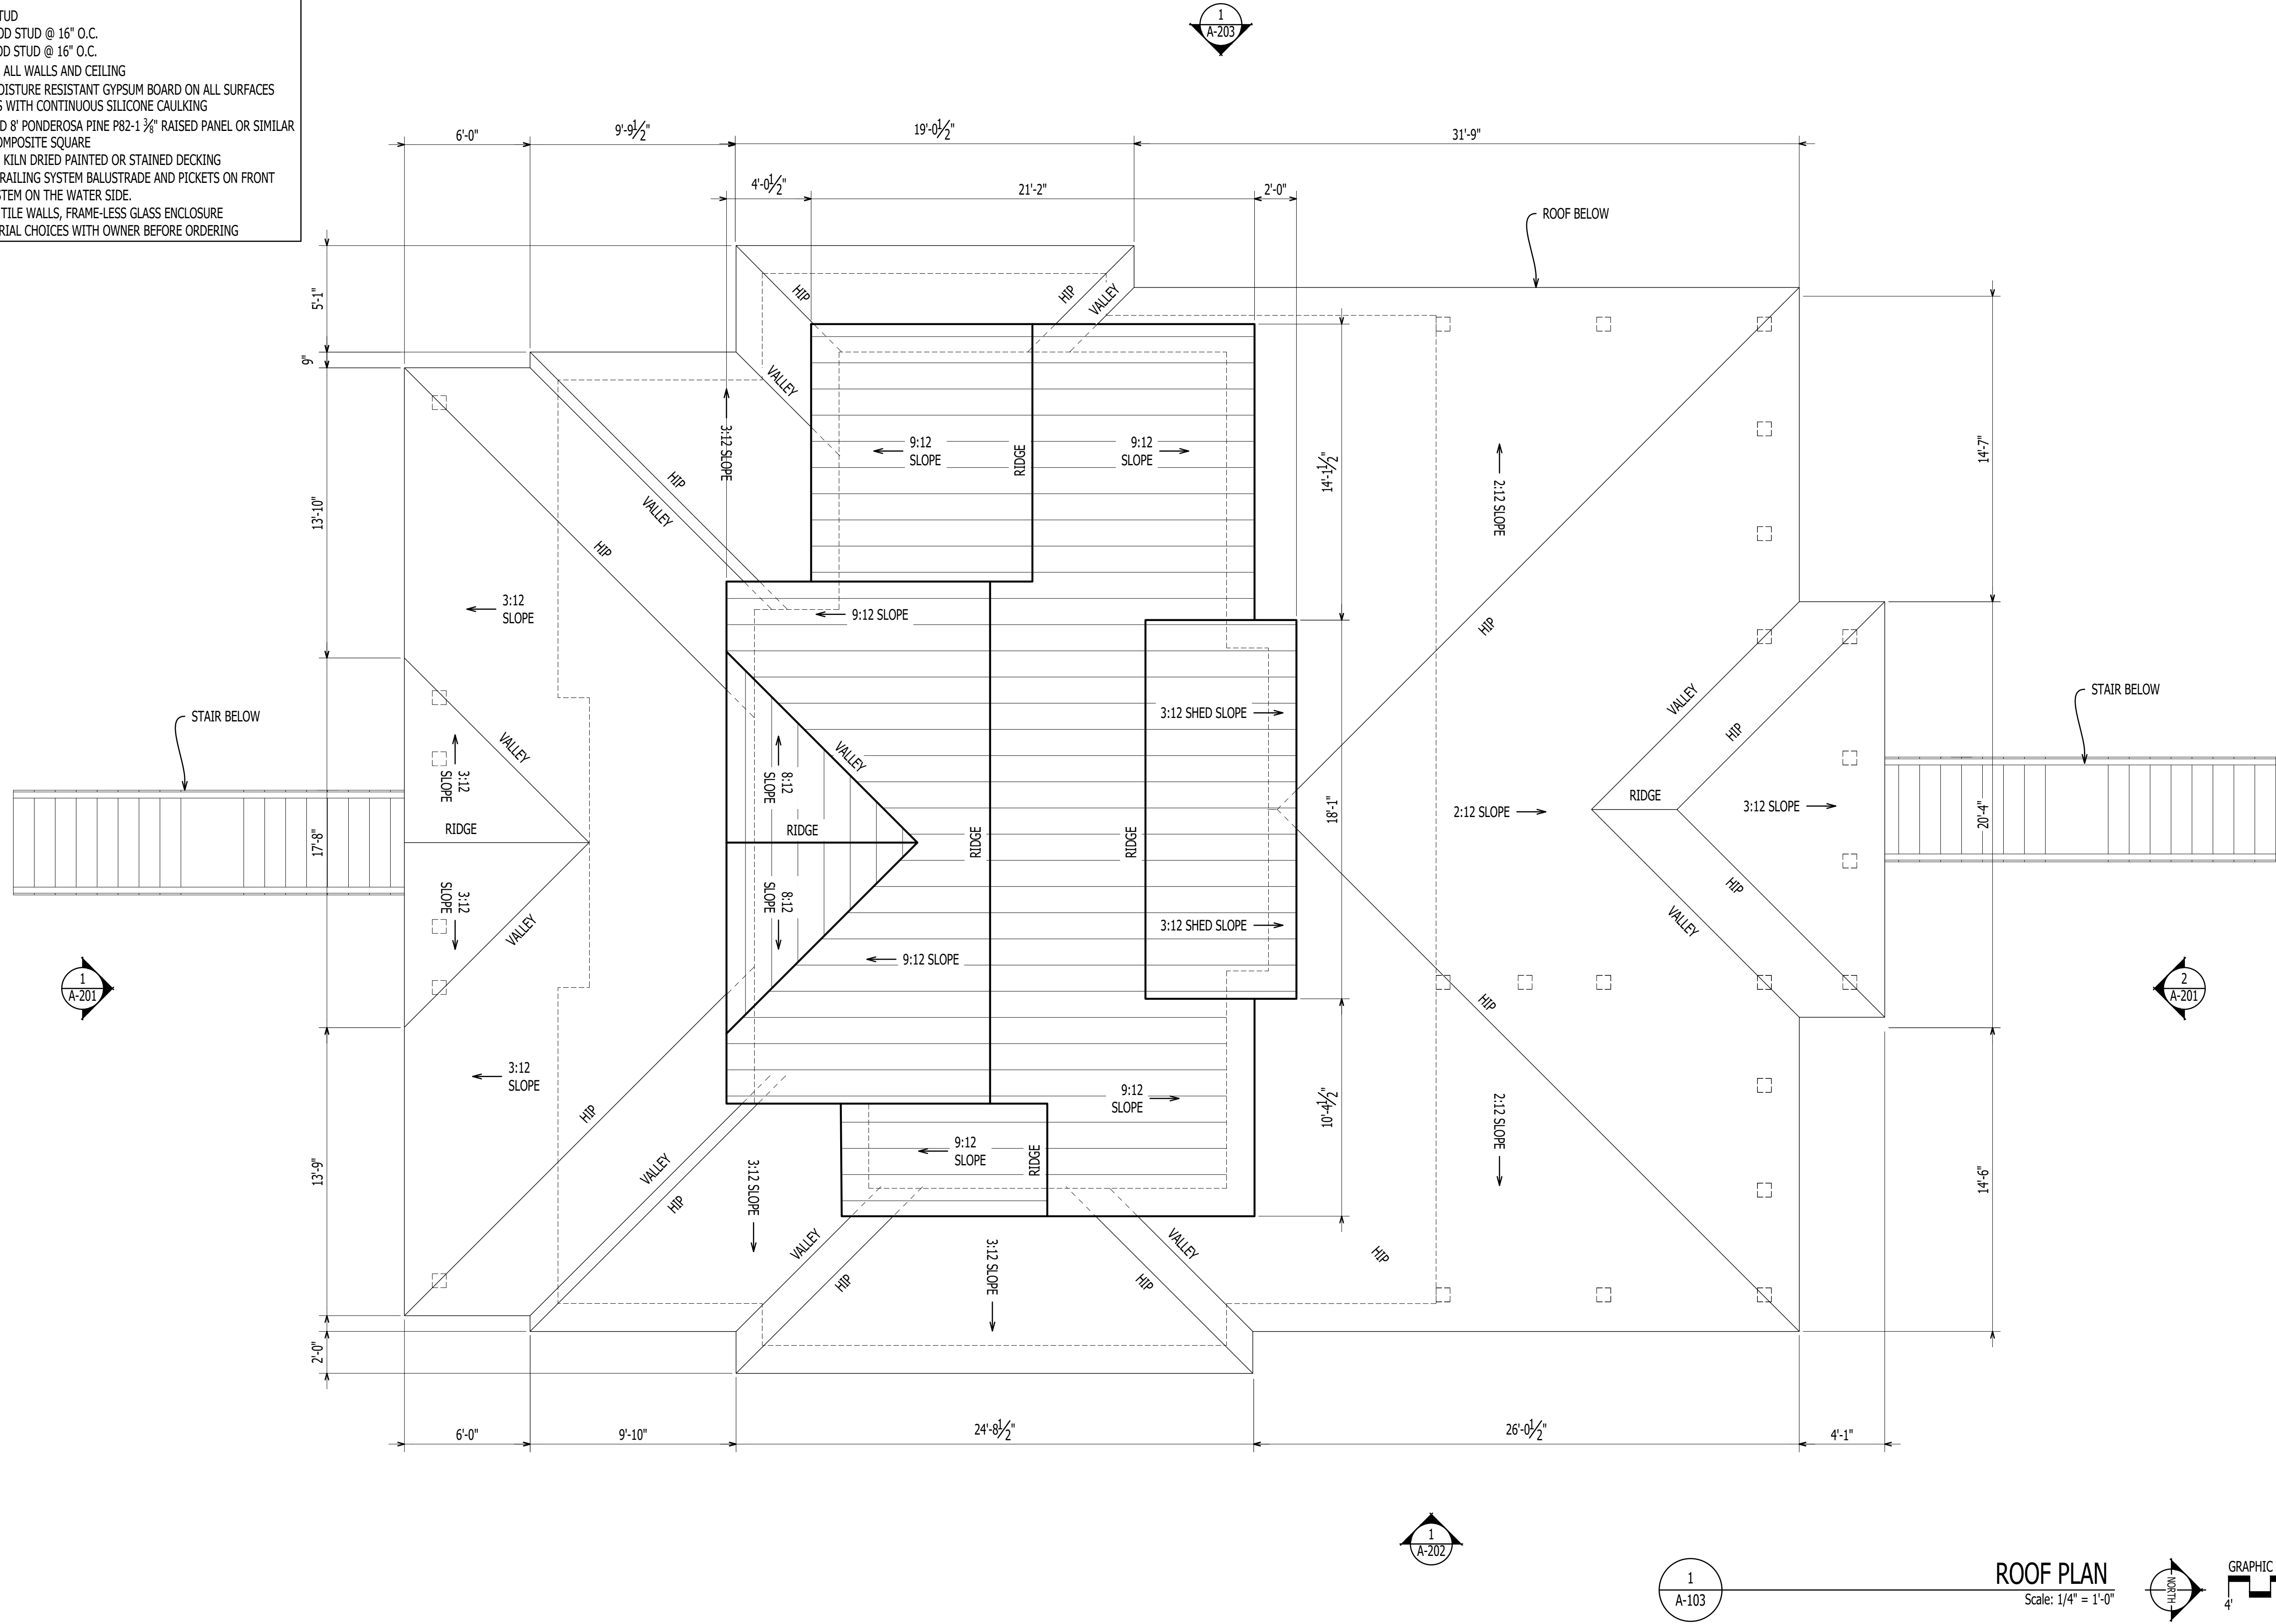 TUD
OD STUD @ 16" O.C.
OD STUD @ 16" O.C.
ALL WALLS AND CEILING
OISTURE RESISTANT GYPSUM BOARD ON ALL SURFACES
S WITH CONTINUOUS SILICONE CAULKING
D 8' PONDEROSA PINE P82-1 3/8" RAISED PANEL OR SIMILAR
OMPOSITE SQUARE
KILN DRIED PAINTED OR STAINED DECKING
RAILING SYSTEM BALUSTRADE AND PICKETS ON FRONT
STEM ON THE WATER SIDE.
TILE WALLS, FRAME-LESS GLASS ENCLOSURE
RIAL CHOICES WITH OWNER BEFORE ORDERING
1
A-203
6'-0"
9'-9 1/2"
19'-0 1/2"
31'-9"
4'-0 1/2"
21'-2"
2'-0"
ROOF BELOW
5'-1"
9"
13'-10"
17'-8"
13'-9"
2'-0"
HIP
HIP
VALLEY
VALLEY
3:12 SLOPE
9:12
SLOPE
RIDGE
9:12
SLOPE
14'-1 1/2"
2:12 SLOPE
14'-7"
HIP
VALLEY
HIP
3:12
SLOPE
9:12 SLOPE
HIP
STAIR BELOW
STAIR BELOW
3:12 SHED SLOPE
VALLEY
HIP
VALLEY
3:12
SLOPE
8:12
SLOPE
VALLEY
RIDGE
RIDGE
RIDGE
RIDGE
18'-1"
2:12 SLOPE
RIDGE
3:12 SLOPE
20'-4"
3:12
SLOPE
8:12
SLOPE
VALLEY
3:12 SHED SLOPE
HIP
VALLEY
9:12 SLOPE
1
A-201
2
A-201
HIP
3:12
SLOPE
HIP
9:12
SLOPE
10'-4 1/2"
2:12 SLOPE
VALLEY
HIP
3:12 SLOPE
9:12
SLOPE
RIDGE
14'-6"
VALLEY
HIP
3:12 SLOPE
VALLEY
HIP
HIP
6'-0"
9'-10"
24'-8 1/2"
26'-0 1/2"
4'-1"
1
A-202
1
A-103
ROOF PLAN
Scale: 1/4" = 1'-0"
NORTH
GRAPHIC
4'